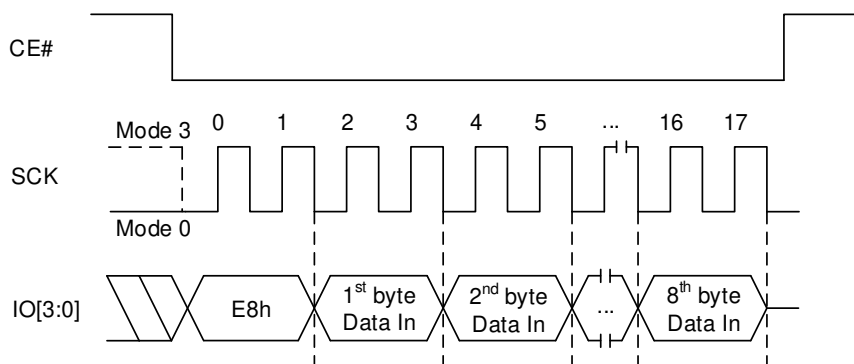 CE#
Mode 3
0 1 2 3 4 5 ... 16 17
SCK
Mode 0
IO[3:0]
E8h
1st byte
Data In
2nd byte
Data In
...
8th byte
Data In